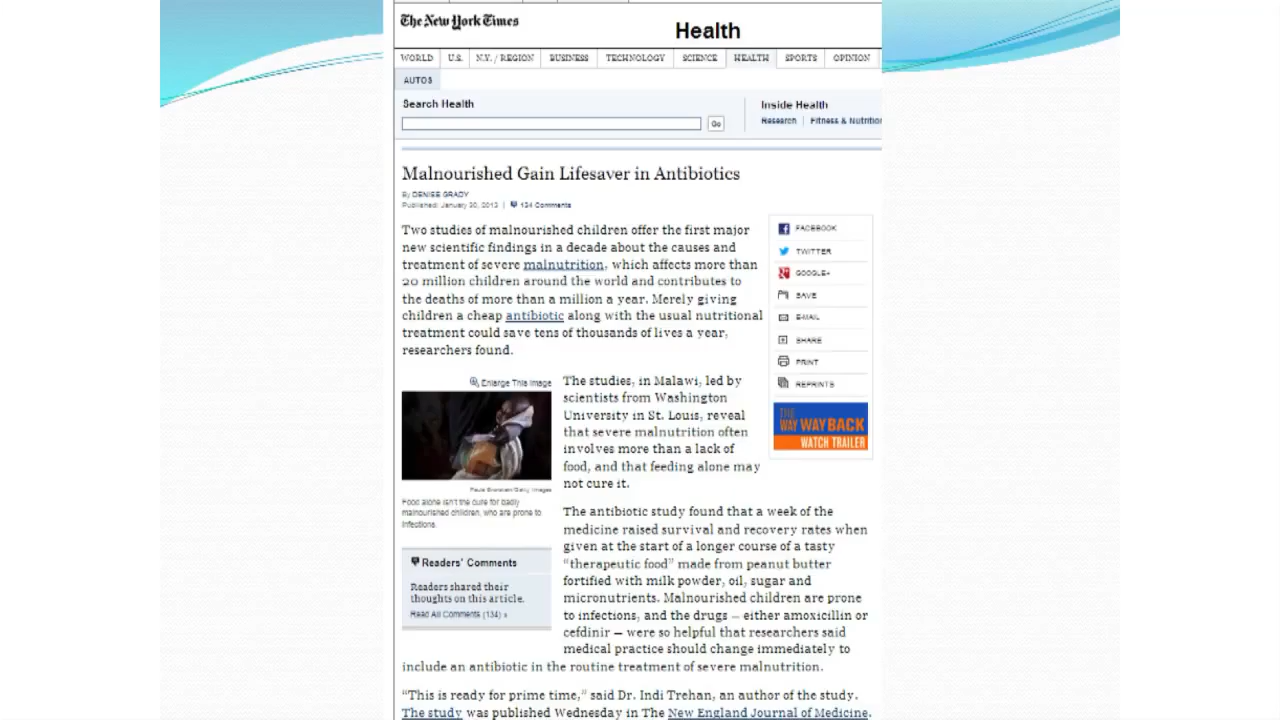 The New York Times
Health
WORLD U.S. N.Y. / REGION BUSINESS TECHNOLOGY SCIENCE HEALTH SPORTS OPINION
AUTOS
Search Health
Go
Inside Health
Research | Fitness & Nutrition
Malnourished Gain Lifesaver in Antibiotics
By DENISE GRADY
Published: January 30, 2013 | 134 Comments
Two studies of malnourished children offer the first major
new scientific findings in a decade about the causes and
treatment of severe malnutrition, which affects more than
20 million children around the world and contributes to
the deaths of more than a million a year. Merely giving
children a cheap antibiotic along with the usual nutritional
treatment could save tens of thousands of lives a year,
researchers found.
FACEBOOK
TWITTER
GOOGLE+
SAVE
E-MAIL
SHARE
PRINT
REPRINTS
THE
WAY WAY BACK
WATCH TRAILER
Enlarge This Image
Food alone isn't the cure for badly
malnourished children, who are prone to
infections.
The studies, in Malawi, led by
scientists from Washington
University in St. Louis, reveal
that severe malnutrition often
involves more than a lack of
food, and that feeding alone may
not cure it.
Readers' Comments
Readers shared their
thoughts on this article.
Read All Comments (134) »
The antibiotic study found that a week of the
medicine raised survival and recovery rates when
given at the start of a longer course of a tasty
“therapeutic food” made from peanut butter
fortified with milk powder, oil, sugar and
micronutrients. Malnourished children are prone
to infections, and the drugs — either amoxicillin or
cefdinir — were so helpful that researchers said
medical practice should change immediately to
include an antibiotic in the routine treatment of severe malnutrition.
“This is ready for prime time,” said Dr. Indi Trehan, an author of the study.
The study was published Wednesday in The New England Journal of Medicine.